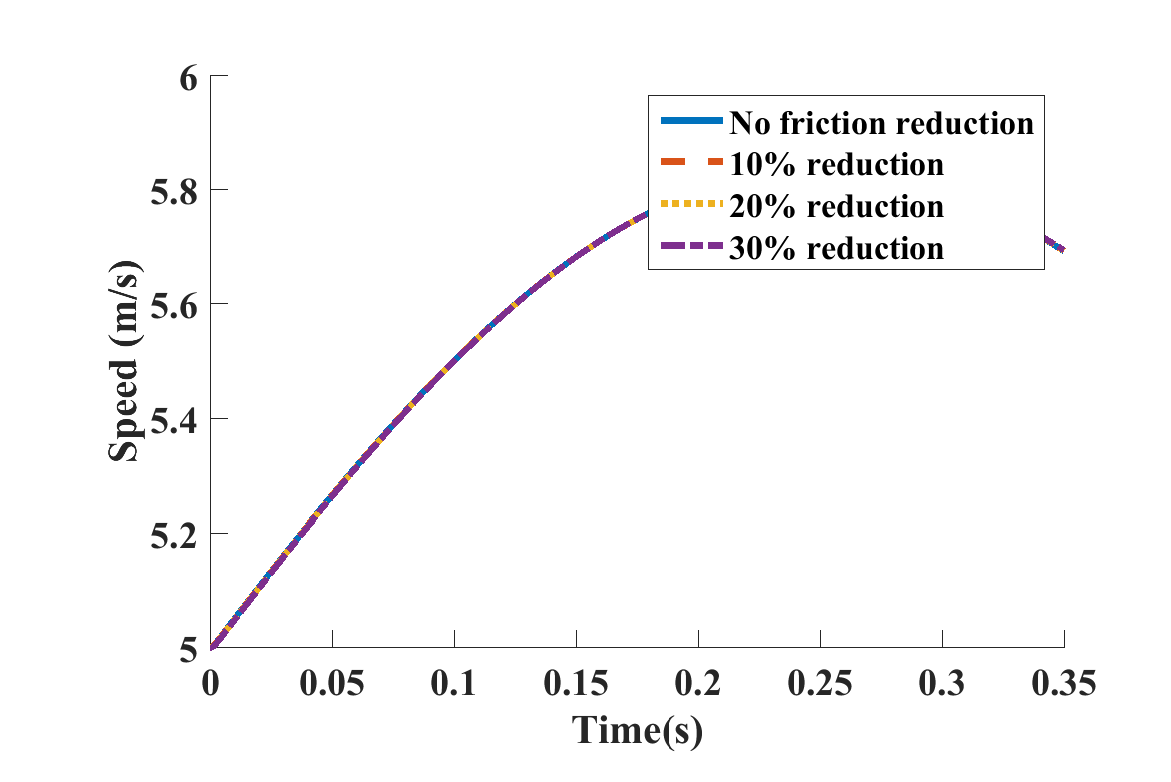 6
5.8
5.6
5.4
5.2
5
Speed (m/s)
No friction reduction
10% reduction
20% reduction
30% reduction
0 0.05 0.1 0.15 0.2 0.25 0.3 0.35
Time(s)